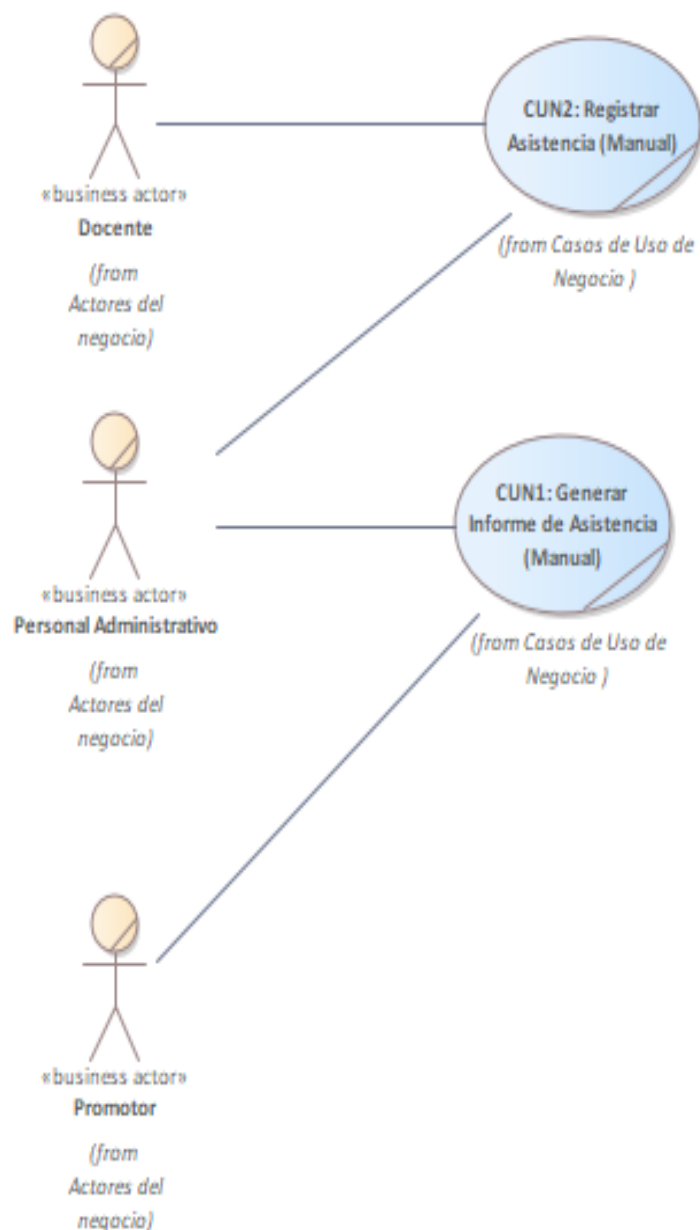 «business actor»
Docente
(from
Actores del
negocio)
CUN2: Registrar
Asistencia (Manual)
(from Casos de Uso de
Negocio )
«business actor»
Personal Administrativo
(from
Actores del
negocio)
CUN1: Generar
Informe de Asistencia
(Manual)
(from Casos de Uso de
Negocio )
«business actor»
Promotor
(from
Actores del
negocio)